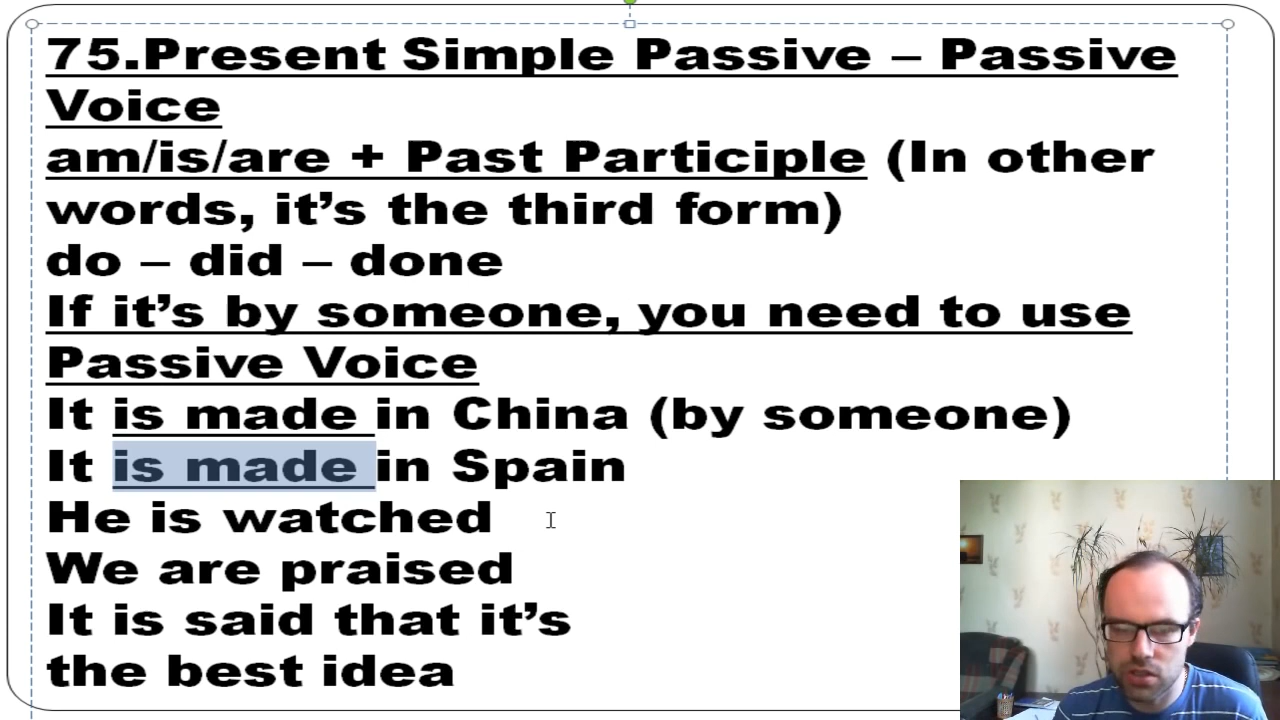 75.Present Simple Passive – Passive
Voice
am/is/are + Past Participle (In other
words, it’s the third form)
do – did – done
If it’s by someone, you need to use
Passive Voice
It is made in China (by someone)
It is made in Spain
He is watched
We are praised
It is said that it’s
the best idea